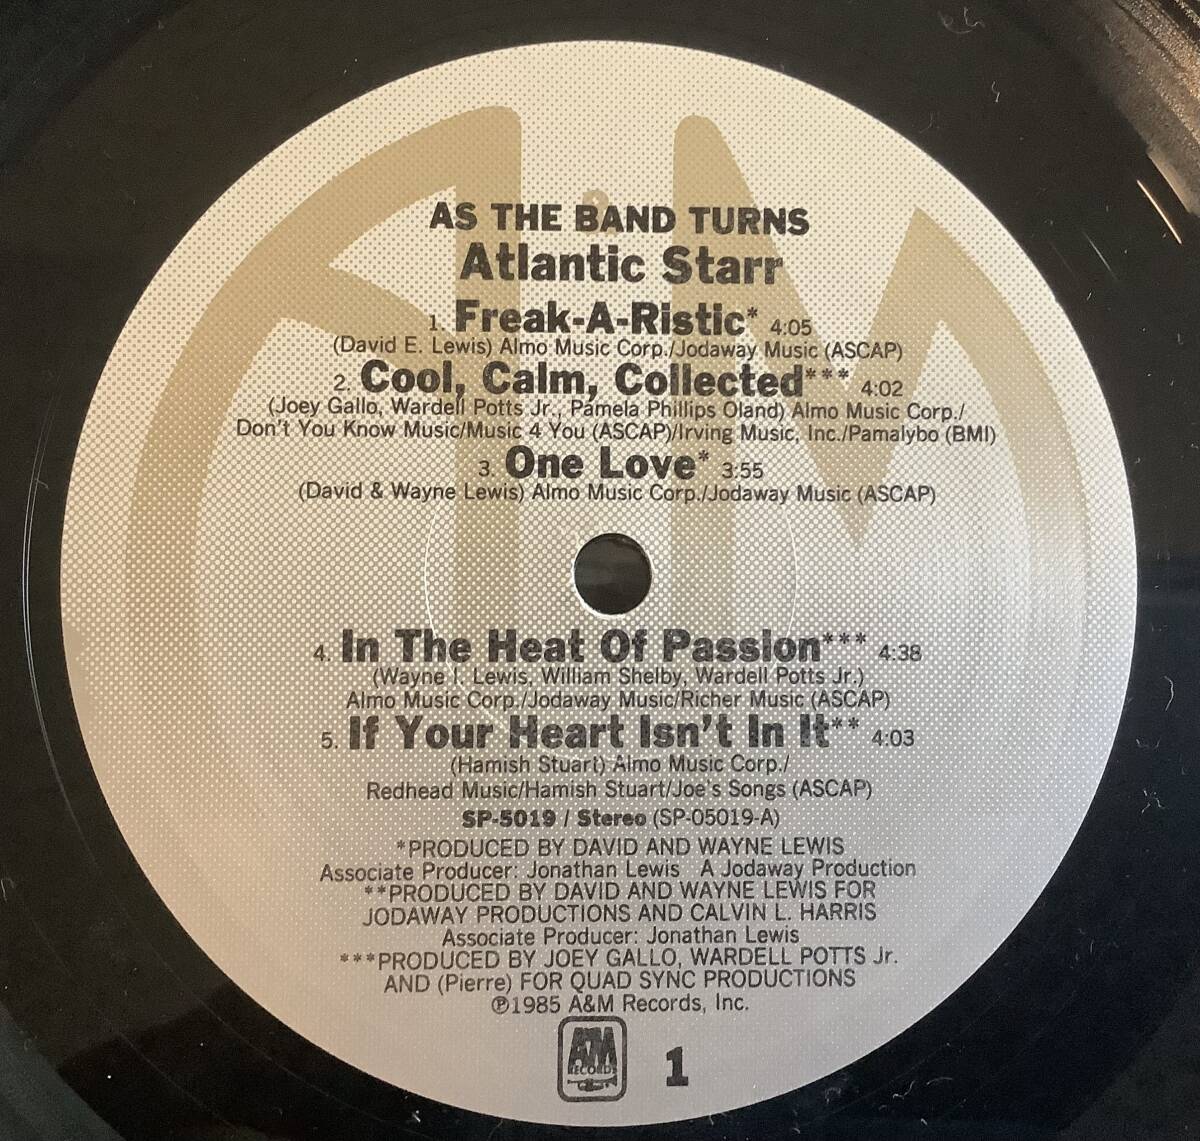 AS THE BAND TURNS
Atlantic Starr
1. Freak-A-Ristic* 4:05
(David E. Lewis) Almo Music Corp./Jodaway Music (ASCAP)
2. Cool, Calm, Collected*** 4:02
(Joey Gallo, Wardell Potts Jr., Pamela Phillips Oland) Almo Music Corp./
Don't You Know Music/Music 4 You (ASCAP)/Irving Music, Inc./Pamalybo (BMI)
3. One Love* 3:55
(David & Wayne Lewis) Almo Music Corp./Jodaway Music (ASCAP)
4. In The Heat Of Passion*** 4:38
(Wayne I. Lewis, William Shelby, Wardell Potts Jr.)
Almo Music Corp./Jodaway Music/Richer Music (ASCAP)
5. If Your Heart Isn't In It** 4:03
(Hamish Stuart) Almo Music Corp./
Redhead Music/Hamish Stuart/Joe's Songs (ASCAP)
SP-5019 / Stereo (SP-05019-A)
*PRODUCED BY DAVID AND WAYNE LEWIS
Associate Producer: Jonathan Lewis A Jodaway Production
**PRODUCED BY DAVID AND WAYNE LEWIS FOR
JODAWAY PRODUCTIONS AND CALVIN L. HARRIS
Associate Producer: Jonathan Lewis
***PRODUCED BY JOEY GALLO, WARDELL POTTS Jr.
AND (Pierre) FOR QUAD SYNC PRODUCTIONS
℗1985 A&M Records, Inc.
A&M
RECORDS
1